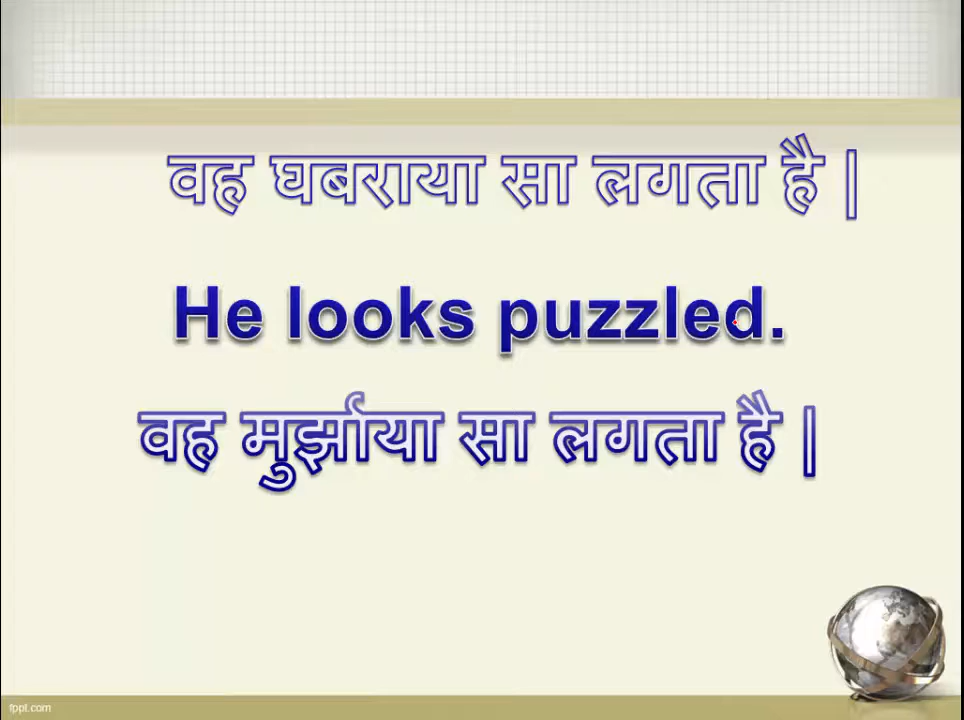 वह घबराया सा लगता है |
He looks puzzled.
वह मुर्झाया सा लगता है |
fppt.com